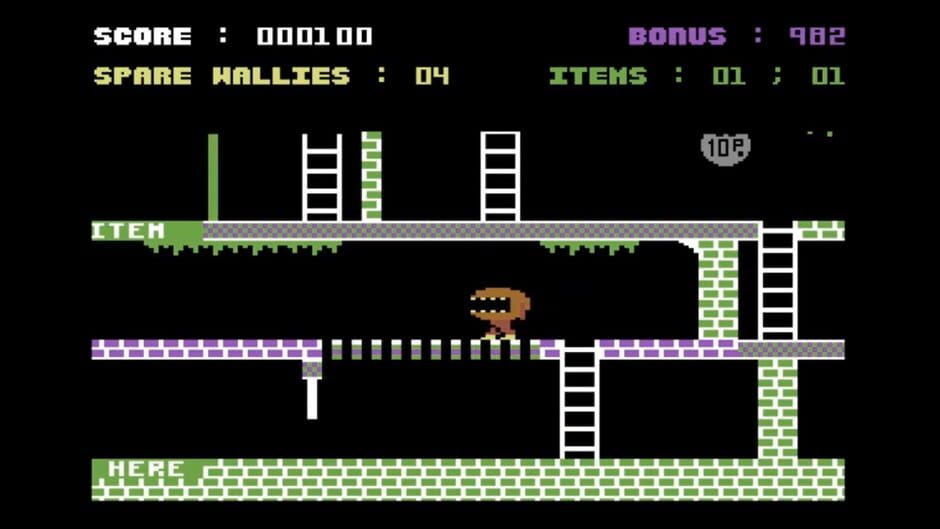 SCORE : 000100 BONUS : 982
SPARE WALLIES : 04 ITEMS : 01 ; 01
10P.
ITEM
HERE